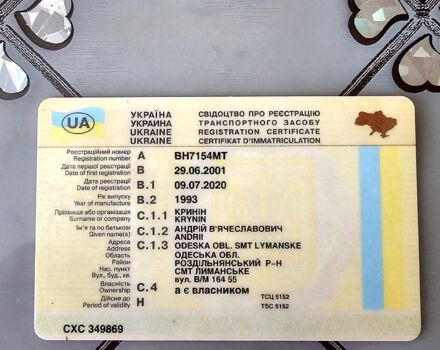 UA
УКРАЇНА СВІДОЦТВО ПРО РЕЄСТРАЦІЮ
УКРАИНА ТРАНСПОРТНОГО ЗАСОБУ
UKRAINE REGISTRATION CERTIFICATE
UKRAINE CERTIFICAT D'IMMATRICULATION
Реєстраційний номер
Registration number A BH7154MT
Дата першої реєстрації
Date of first registration B 29.06.2001
Дата реєстрації
Date of registration B.1 09.07.2020
Рік випуску
Year of manufacture B.2 1993
Прізвище або організація
Surname or company C.1.1 КРИНІН
KRYNIN
Ім'я та по батькові
Given name(s) C.1.2 АНДРІЙ В'ЯЧЕСЛАВОВИЧ
ANDRII
Адреса
Address C.1.3 ODESKA OBL. SMT LYMANSKE
Область ОДЕСЬКА ОБЛ.
Район РОЗДІЛЬНЯНСЬКИЙ Р-Н
Нас. пункт СМТ ЛИМАНСЬКЕ
Вул., буд., кв. вул. В/М 164 55
Власність
Ownership C.4 а є власником
Дійсне до ТСЦ 5152
Period of validity H TSC 5152
СХС 349869